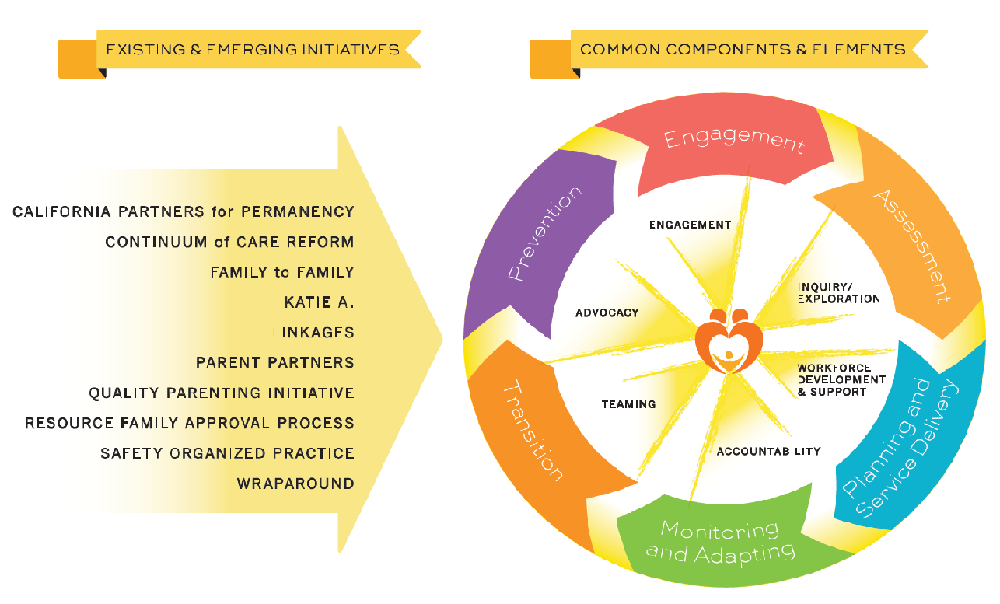 EXISTING & EMERGING INITIATIVES
COMMON COMPONENTS & ELEMENTS
CALIFORNIA PARTNERS for PERMANENCY
CONTINUUM of CARE REFORM
FAMILY to FAMILY
KATIE A.
LINKAGES
PARENT PARTNERS
QUALITY PARENTING INITIATIVE
RESOURCE FAMILY APPROVAL PROCESS
SAFETY ORGANIZED PRACTICE
WRAPAROUND
Engagement
Assessment
Planning and
Service Delivery
Monitoring
and Adapting
Transition
Prevention
ENGAGEMENT
INQUIRY/
EXPLORATION
WORKFORCE
DEVELOPMENT
& SUPPORT
ACCOUNTABILITY
TEAMING
ADVOCACY